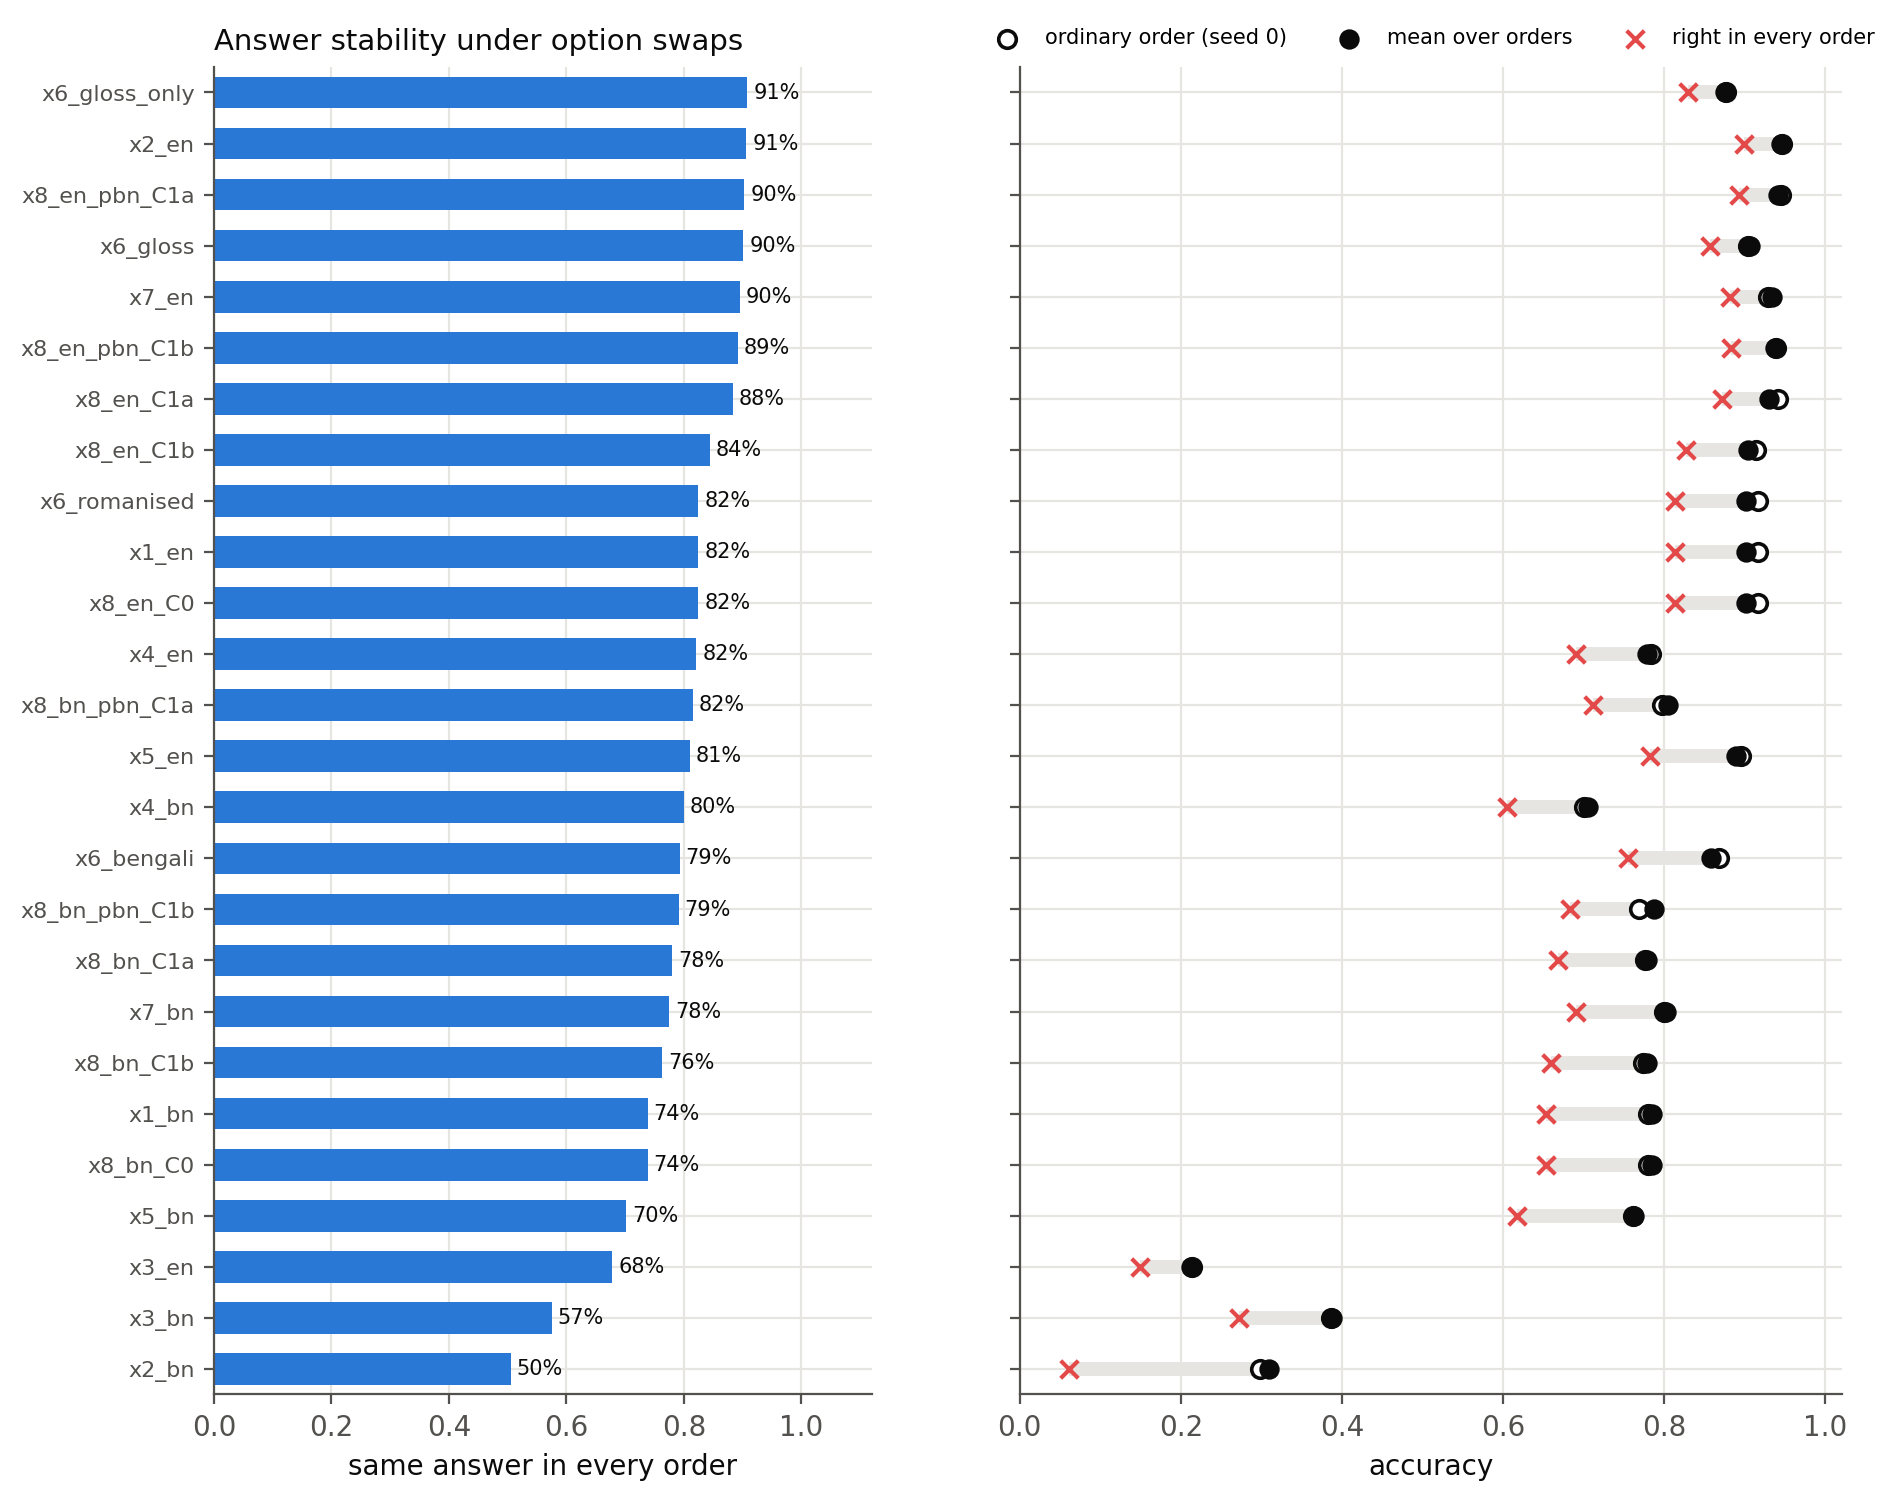 Answer stability under option swaps
ordinary order (seed 0)
mean over orders
right in every order
x6_gloss_only 91%
x2_en 91%
x8_en_pbn_C1a 90%
x6_gloss 90%
x7_en 90%
x8_en_pbn_C1b 89%
x8_en_C1a 88%
x8_en_C1b 84%
x6_romanised 82%
x1_en 82%
x8_en_C0 82%
x4_en 82%
x8_bn_pbn_C1a 82%
x5_en 81%
x4_bn 80%
x6_bengali 79%
x8_bn_pbn_C1b 79%
x8_bn_C1a 78%
x7_bn 78%
x8_bn_C1b 76%
x1_bn 74%
x8_bn_C0 74%
x5_bn 70%
x3_en 68%
x3_bn 57%
x2_bn 50%
0.0 0.2 0.4 0.6 0.8 1.0
same answer in every order
0.0 0.2 0.4 0.6 0.8 1.0
accuracy